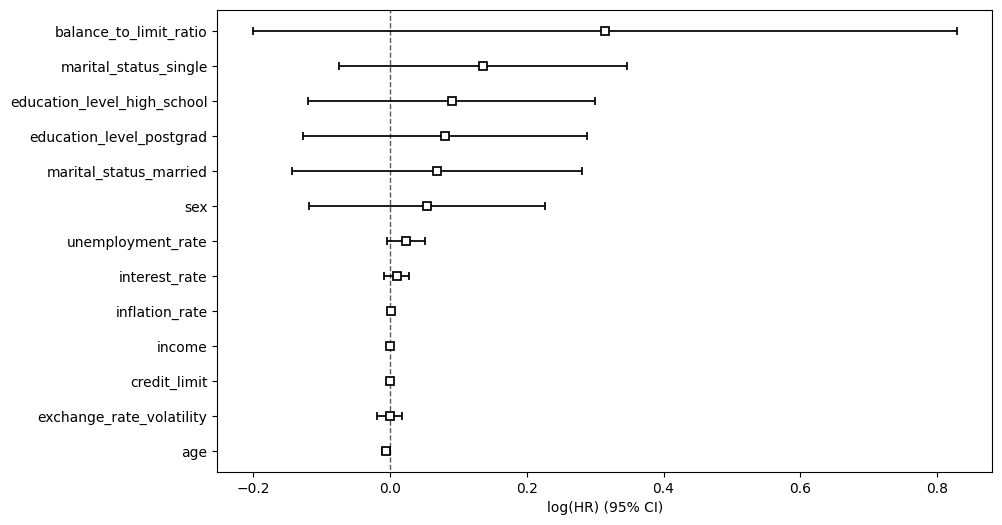 balance_to_limit_ratio
marital_status_single
education_level_high_school
education_level_postgrad
marital_status_married
sex
unemployment_rate
interest_rate
inflation_rate
income
credit_limit
exchange_rate_volatility
age
−0.2 0.0 0.2 0.4 0.6 0.8
log(HR) (95% CI)